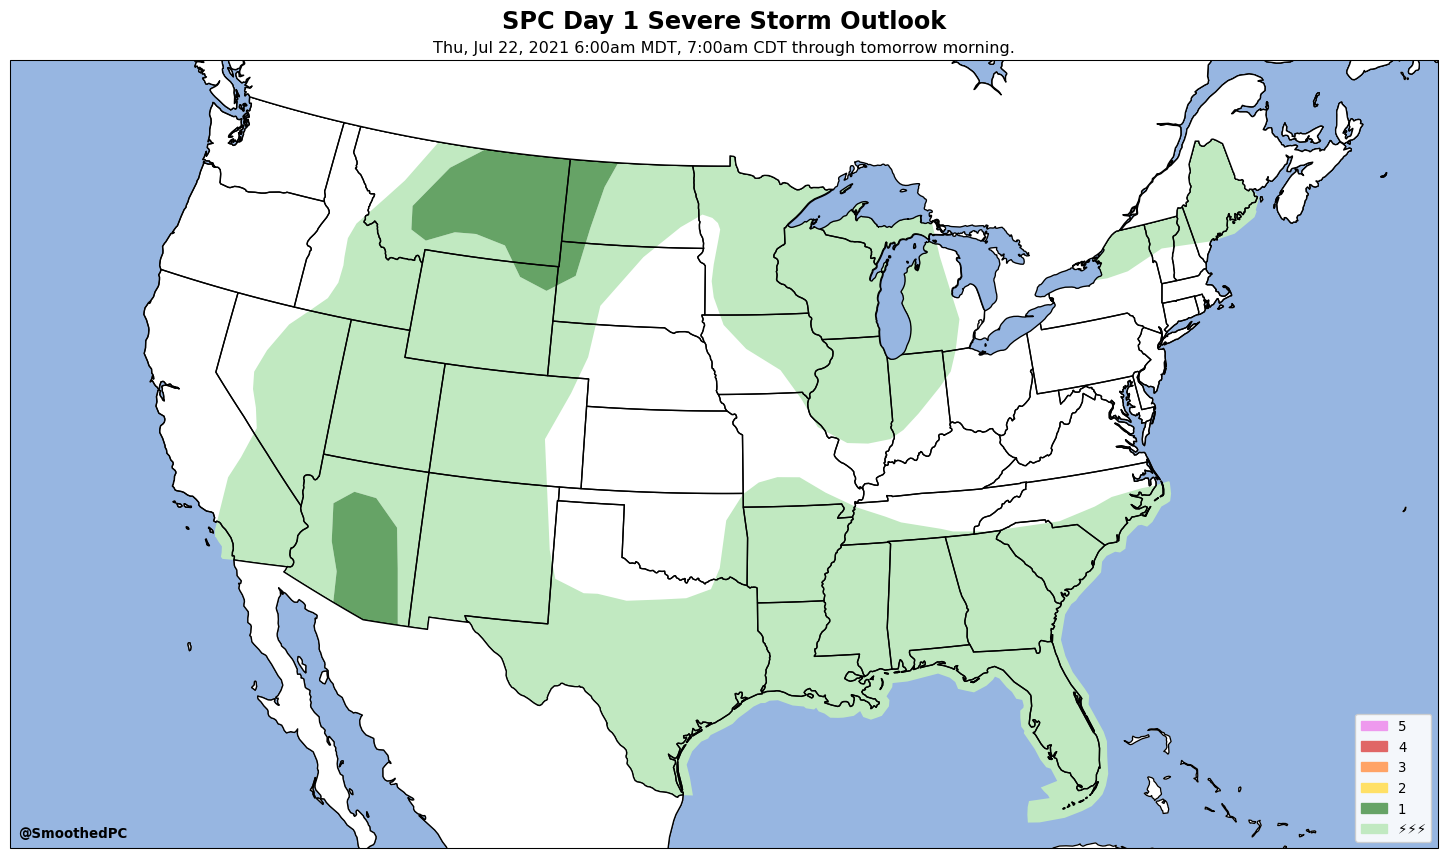 SPC Day 1 Severe Storm Outlook
Thu, Jul 22, 2021 6:00am MDT, 7:00am CDT through tomorrow morning.
5
4
3
2
1
⚡⚡⚡
@SmoothedPC